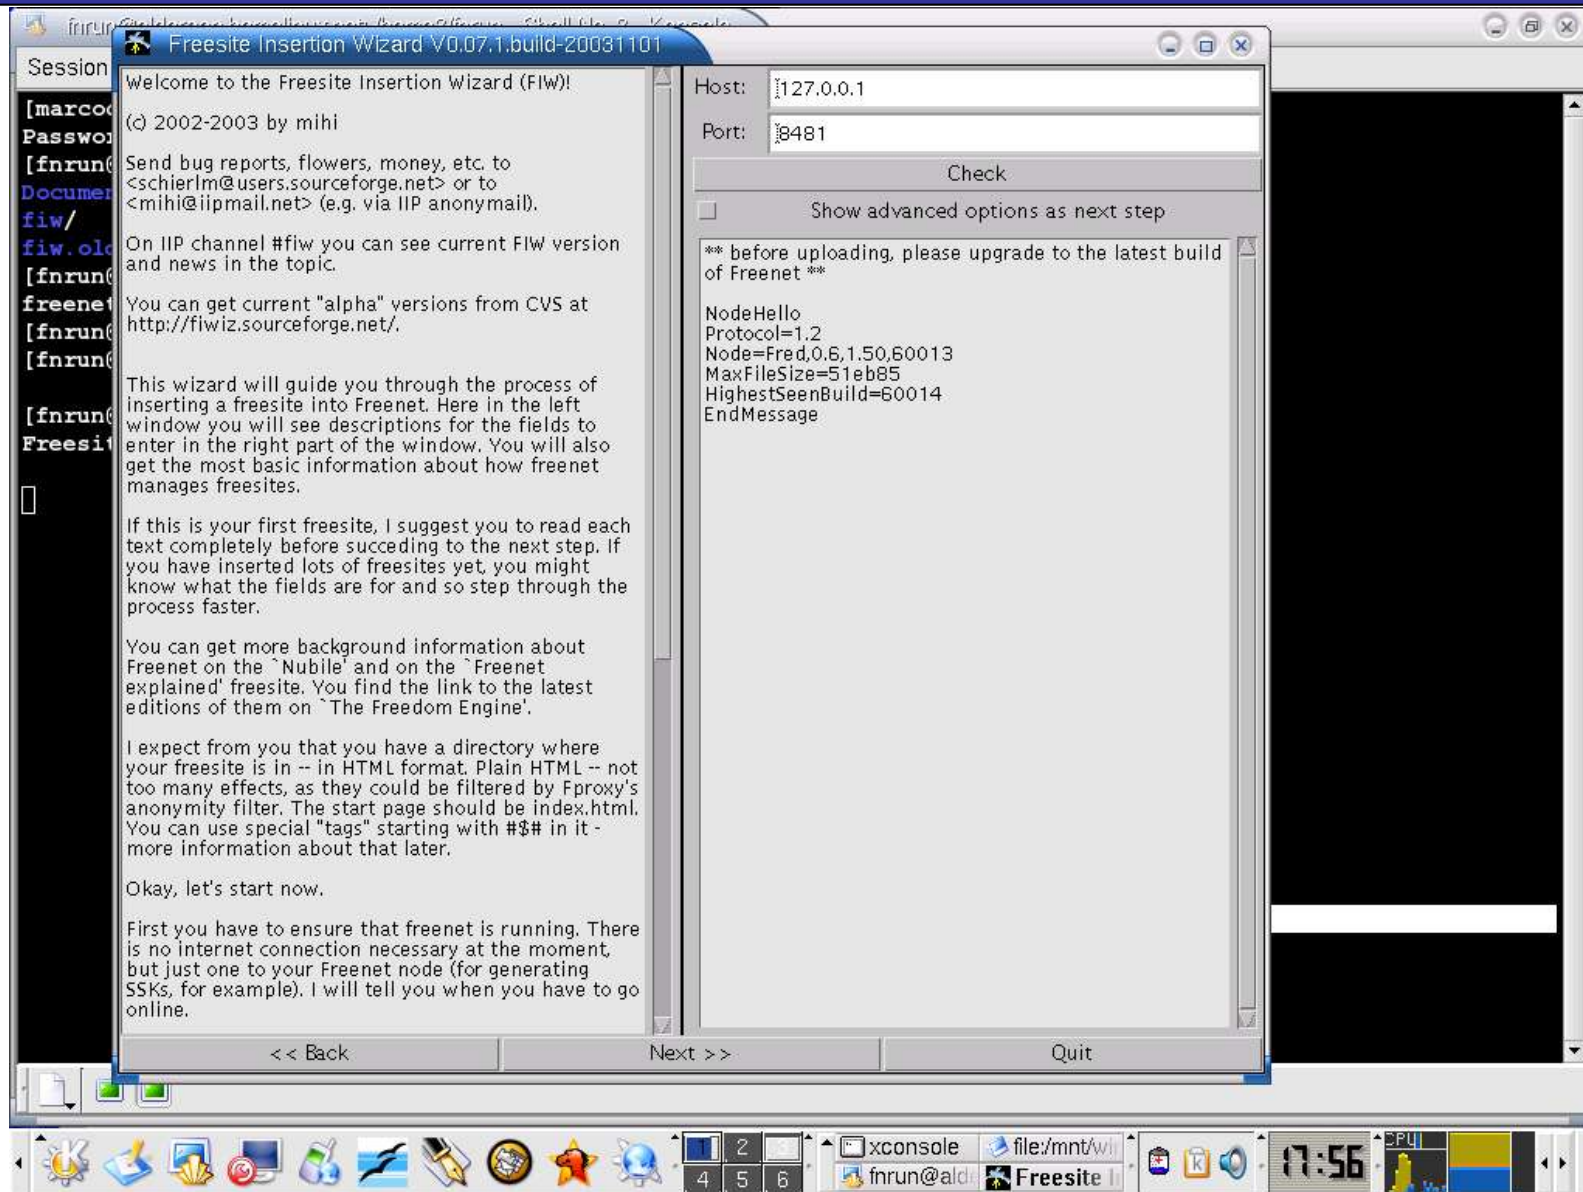 Freesite Insertion Wizard V0.07.1.build-20031101
Session
[marcod
Passwor
[fnrun@
Documen
fiw/
fiw.old
[fnrun@
freenet
[fnrun@
[fnrun@
[fnrun@
Freesit
Welcome to the Freesite Insertion Wizard (FIW)!
(c) 2002-2003 by mihi
Send bug reports, flowers, money, etc. to
<schierlm@users.sourceforge.net> or to
<mihi@iipmail.net> (e.g. via IIP anonymail).
On IIP channel #fiw you can see current FIW version
and news in the topic.
You can get current "alpha" versions from CVS at
http://fiwiz.sourceforge.net/.
This wizard will guide you through the process of
inserting a freesite into Freenet. Here in the left
window you will see descriptions for the fields to
enter in the right part of the window. You will also
get the most basic information about how freenet
manages freesites.
If this is your first freesite, I suggest you to read each
text completely before succeding to the next step. If
you have inserted lots of freesites yet, you might
know what the fields are for and so step through the
process faster.
You can get more background information about
Freenet on the `Nubile' and on the `Freenet
explained' freesite. You find the link to the latest
editions of them on `The Freedom Engine'.
I expect from you that you have a directory where
your freesite is in -- in HTML format. Plain HTML -- not
too many effects, as they could be filtered by Fproxy's
anonymity filter. The start page should be index.html.
You can use special "tags" starting with #$# in it -
more information about that later.
Okay, let's start now.
First you have to ensure that freenet is running. There
is no internet connection necessary at the moment,
but just one to your Freenet node (for generating
SSKs, for example). I will tell you when you have to go
online.
Host: 127.0.0.1
Port: 8481
Check
Show advanced options as next step
** before uploading, please upgrade to the latest build
of Freenet **
NodeHello
Protocol=1.2
Node=Fred,0.6,1.50,60013
MaxFileSize=51eb85
HighestSeenBuild=60014
EndMessage
<< Back
Next >>
Quit
1 2 3
4 5 6
xconsole
file:/mnt/wi
fnrun@alde
Freesite I
17:56
CPU